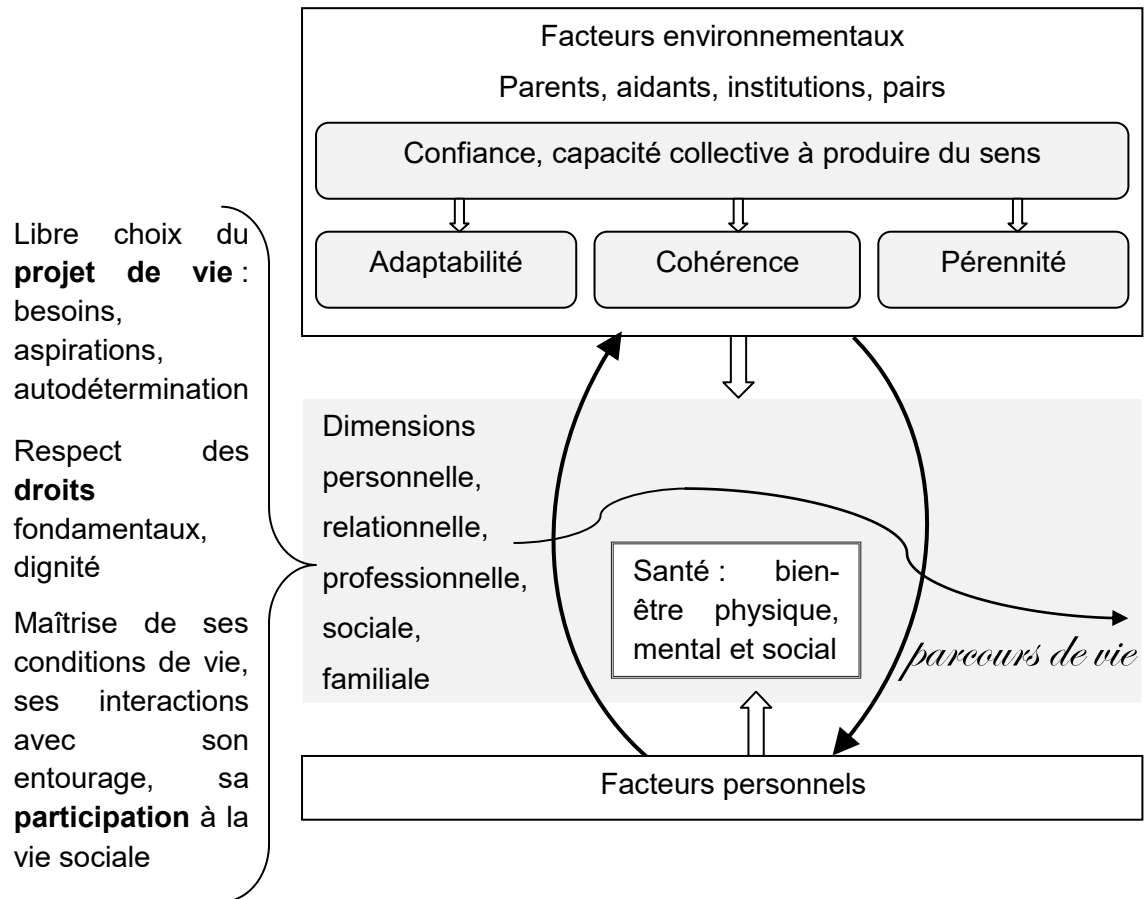 Facteurs environnementaux
Parents, aidants, institutions, pairs
Confiance, capacité collective à produire du sens
Adaptabilité
Cohérence
Pérennité
Libre choix du
projet de vie :
besoins,
aspirations,
autodétermination
Respect des
droits
fondamentaux,
dignité
Maîtrise de ses
conditions de vie,
ses interactions
avec son
entourage, sa
participation à la
vie sociale
Dimensions
personnelle,
relationnelle,
professionnelle,
sociale,
familiale
Santé : bien-
être physique,
mental et social
parcours de vie
Facteurs personnels